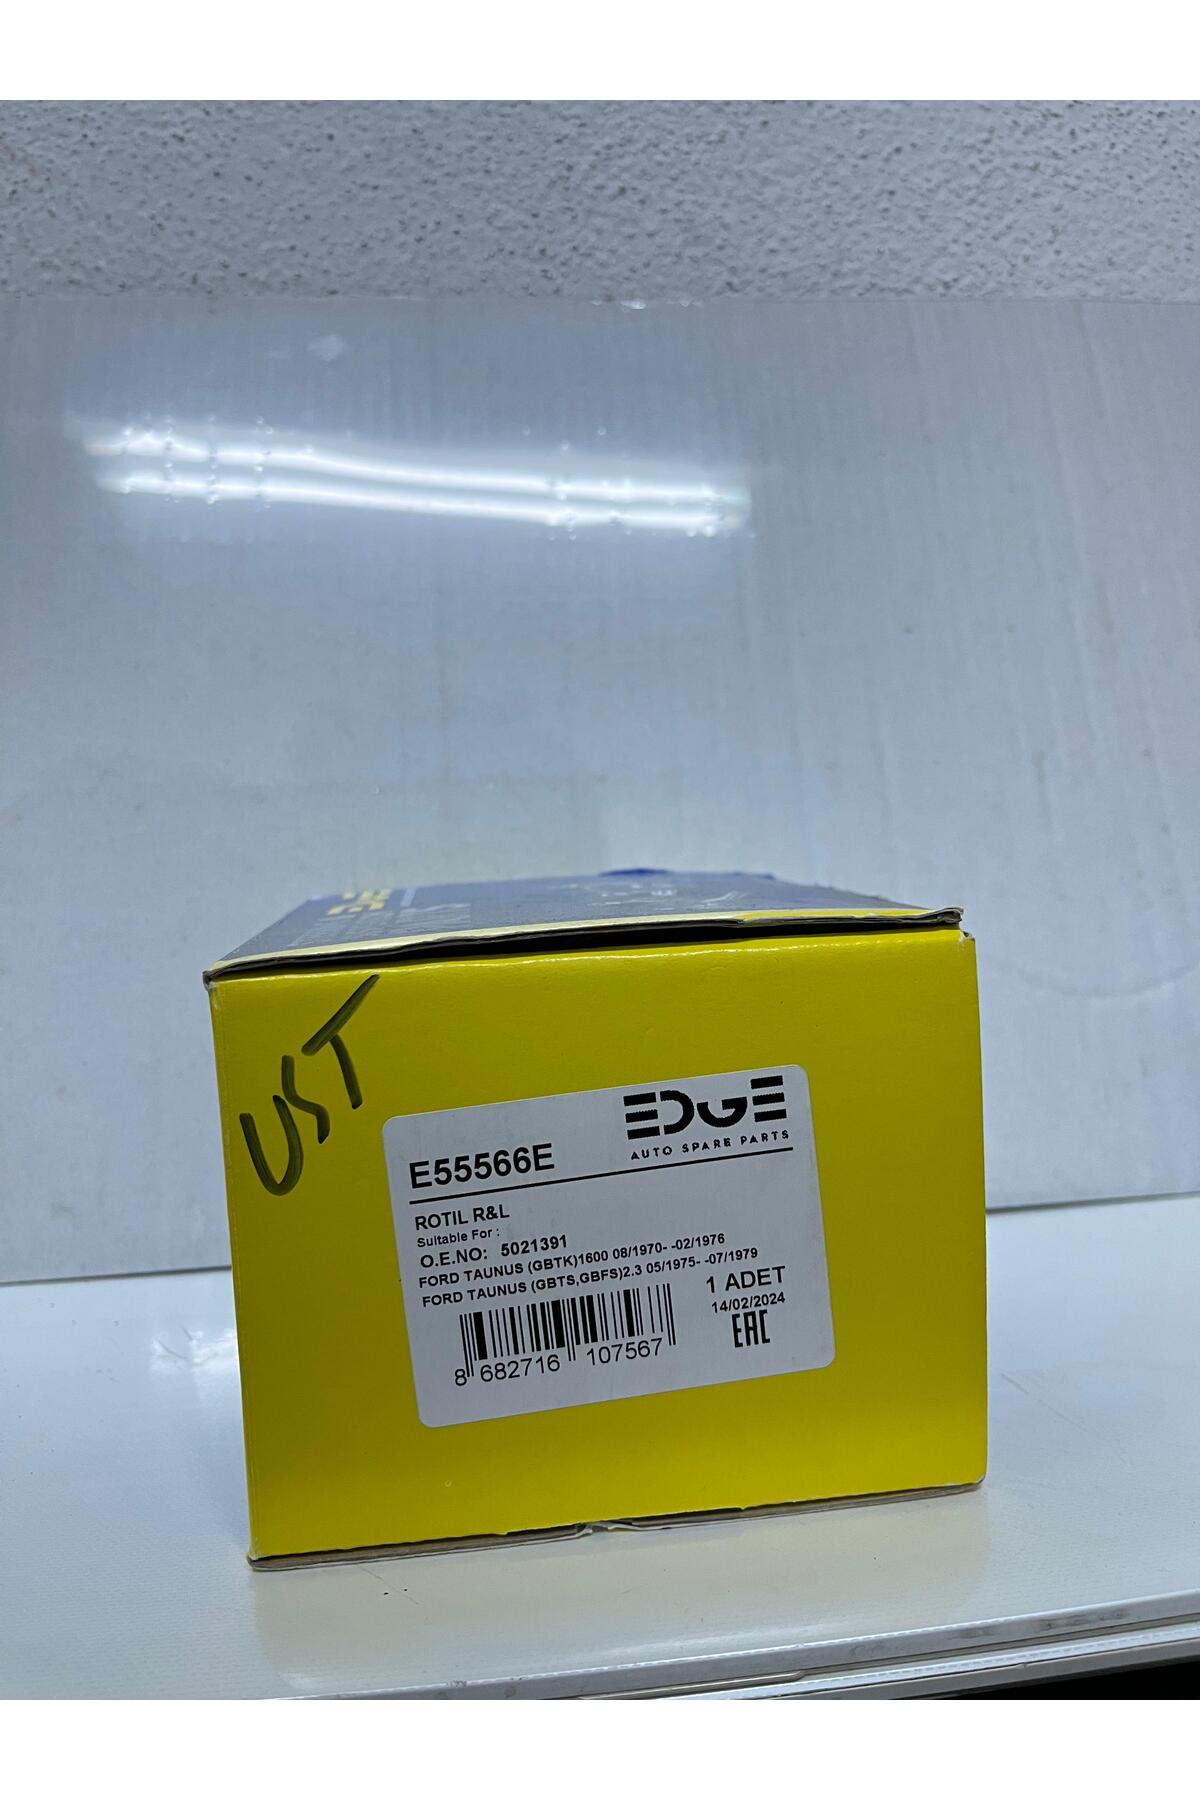 UST
EDGE
AUTO SPARE PARTS
E55566E
ROTIL R&L
Suitable For :
O.E.NO: 5021391
FORD TAUNUS (GBTK)1600 08/1970- -02/1976
FORD TAUNUS (GBTS,GBFS)2.3 05/1975- -07/1979
1 ADET
14/02/2024
EAC
8 682716 107567